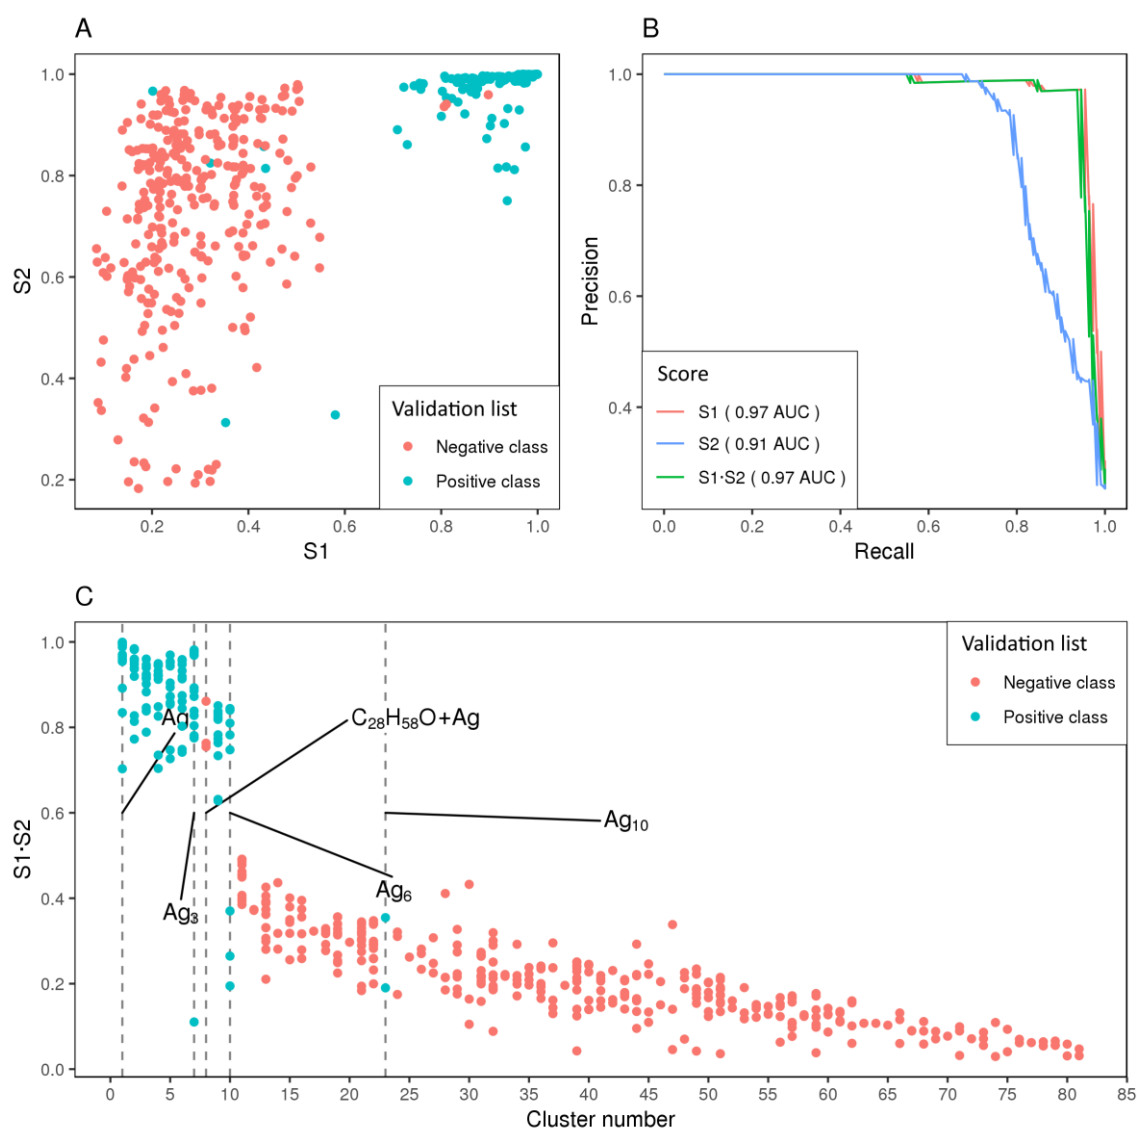 A
1.0
0.8
0.6
0.4
0.2
S2
0.2
0.4
0.6
0.8
1.0
S1
Validation list
Negative class
Positive class
B
1.0
0.8
0.6
0.4
Precision
0.0
0.2
0.4
0.6
0.8
1.0
Recall
Score
S1 ( 0.97 AUC )
S2 ( 0.91 AUC )
S1·S2 ( 0.97 AUC )
C
1.0
0.8
0.6
0.4
0.2
0.0
S1·S2
0
5
10
15
20
25
30
35
40
45
50
55
60
65
70
75
80
85
Cluster number
Ag
C₂₈H₅₈O+Ag
Ag₁₀
Ag₆
Ag₃
Validation list
Negative class
Positive class